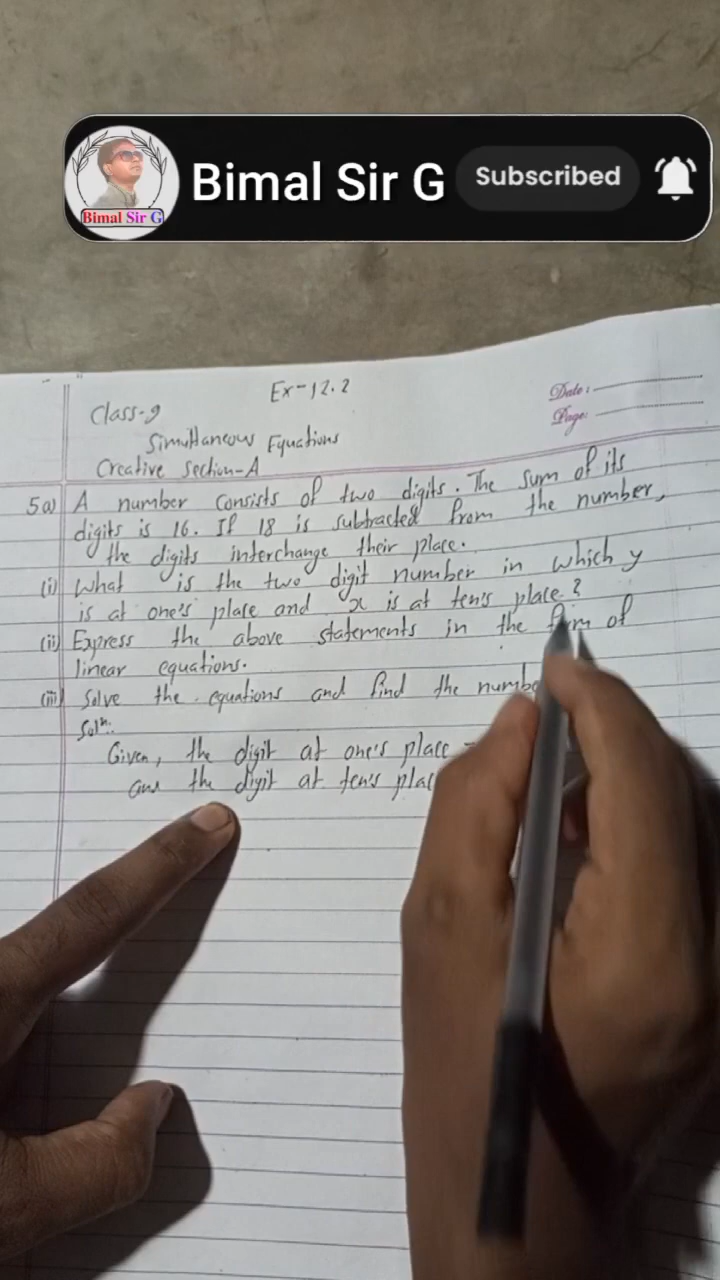 Bimal Sir G
Bimal Sir G
Subscribed
Ex-12.2
Date:
Page:
Class-9
Simultaneous Equations
Creative Section-A
5a) A number consists of two digits. The sum of its
digits is 16. If 18 is subtracted from the number,
the digits interchange their place.
(i) What is the two digit number in which y
is at one's place and x is at ten's place?
(ii) Express the above statements in the form of
linear equations.
(iii) Solve the equations and find the numbe
Solⁿ:
Given, the digit at one's place
and the digit at ten's plac